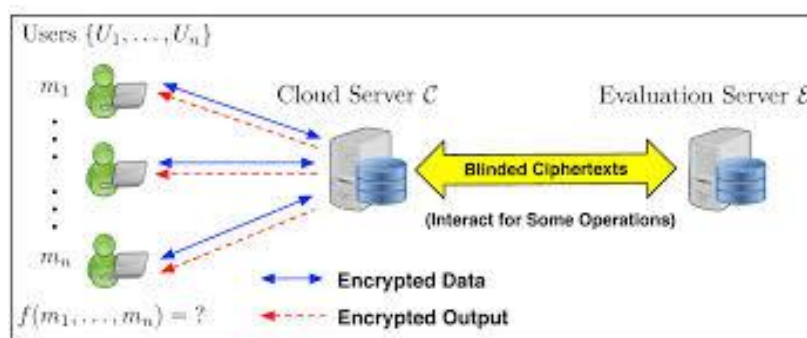 Users {U₁, . . . , Uₙ}
m₁
Cloud Server 𝒞
Evaluation Server ℰ
Blinded Ciphertexts
(Interact for Some Operations)
mₙ
Encrypted Data
f(m₁, . . . , mₙ) = ?
Encrypted Output